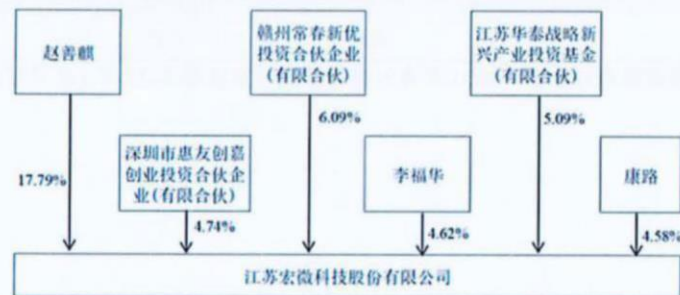 赵善麒
赣州常春新优
投资合伙企业
(有限合伙)
江苏华泰战略新
兴产业投资基金
(有限合伙)
17.79%
6.09%
5.09%
深圳市惠友创嘉
创业投资合伙企
业(有限合伙)
李福华
康路
4.74%
4.62%
4.58%
江苏宏微科技股份有限公司